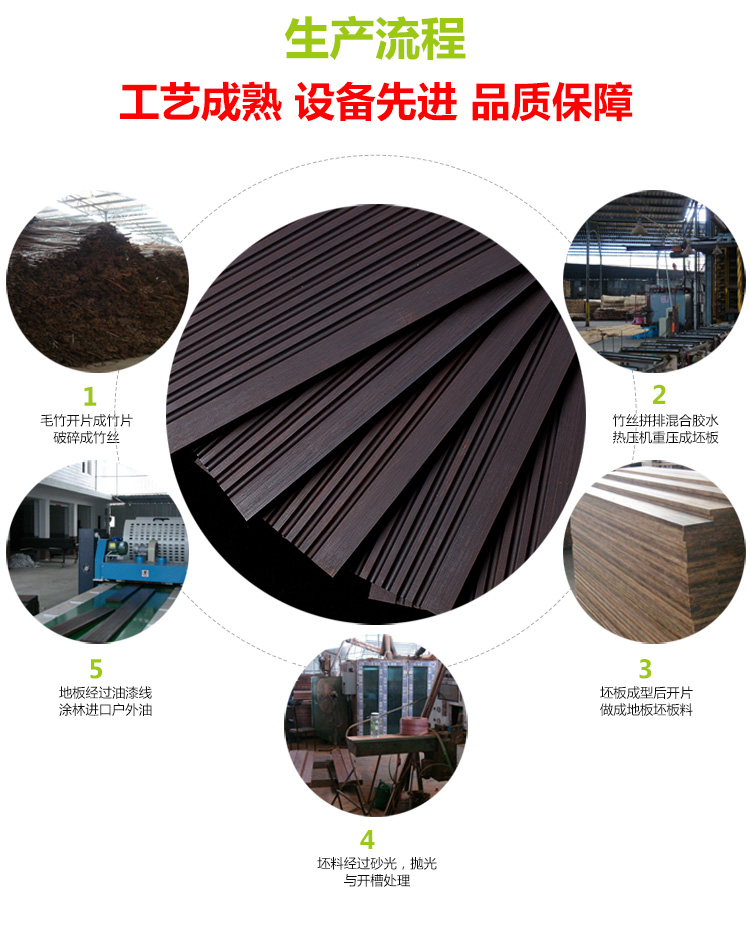 生产流程
工艺成熟 设备先进 品质保障
1
毛竹开片成竹片
破碎成竹丝
2
竹丝拼排混合胶水
热压机重压成坯板
3
坯板成型后开片
做成地板坯板料
4
坯料经过砂光，抛光
与开槽处理
5
地板经过油漆线
涂林进口户外油